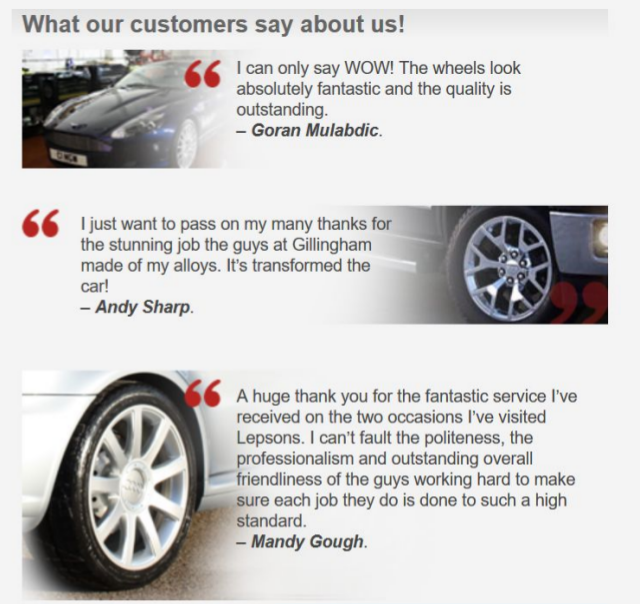 What our customers say about us!
I can only say WOW! The wheels look
absolutely fantastic and the quality is
outstanding.
– Goran Mulabdic.
I just want to pass on my many thanks for
the stunning job the guys at Gillingham
made of my alloys. It's transformed the
car!
– Andy Sharp.
A huge thank you for the fantastic service I've
received on the two occasions I've visited
Lepsons. I can't fault the politeness, the
professionalism and outstanding overall
friendliness of the guys working hard to make
sure each job they do is done to such a high
standard.
– Mandy Gough.